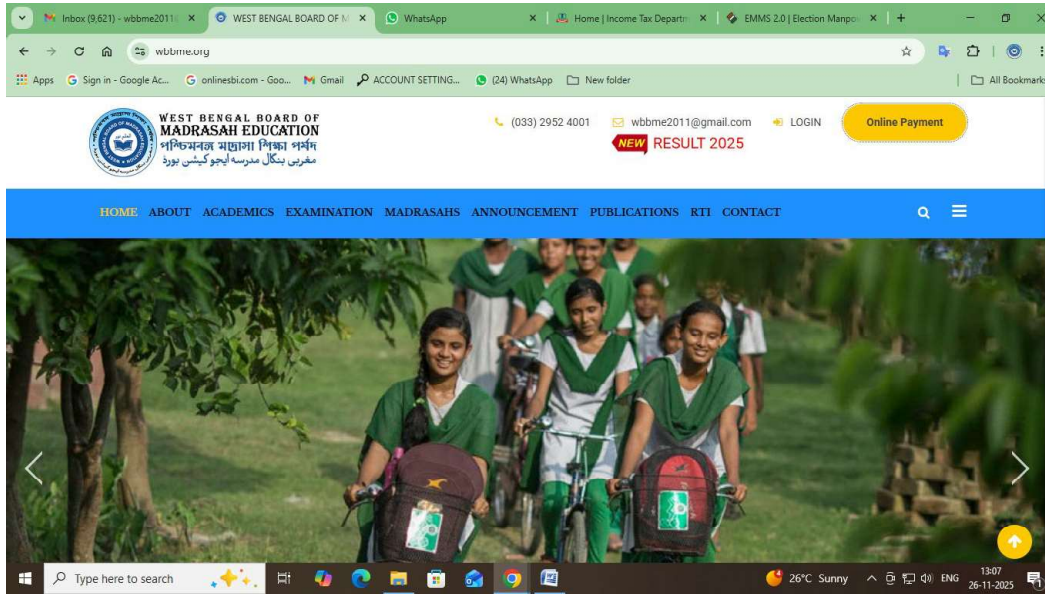 Inbox (9,621) - wbbme2011@
WEST BENGAL BOARD OF M
WhatsApp
Home | Income Tax Departm
EMMS 2.0 | Election Manpow
wbbme.org
Apps
Sign in - Google Ac...
onlinesbi.com - Goo...
Gmail
ACCOUNT SETTING...
(24) WhatsApp
New folder
All Bookmarks
WEST BENGAL BOARD OF
MADRASAH EDUCATION
পশ্চিমবঙ্গ মাদ্রাসা শিক্ষা পর্ষদ
مغربی بنگال مدرسہ ایجوکیشن بورڈ
(033) 2952 4001
wbbme2011@gmail.com
LOGIN
Online Payment
NEW RESULT 2025
HOME ABOUT ACADEMICS EXAMINATION MADRASAHS ANNOUNCEMENT PUBLICATIONS RTI CONTACT
Type here to search
26°C Sunny
ENG
13:07
26-11-2025